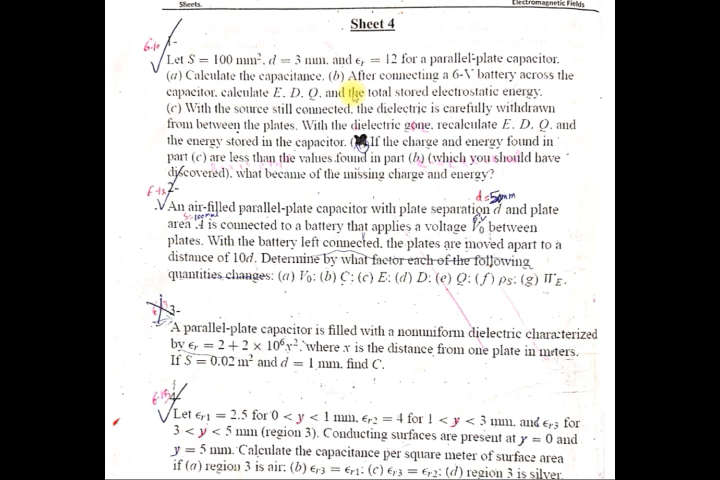 Sheets.
Electromagnetic Fields
Sheet 4
1-
Let S = 100 mm², d = 3 mm, and ϵr = 12 for a parallel-plate capacitor.
(a) Calculate the capacitance. (b) After connecting a 6-V battery across the
capacitor, calculate E, D, Q, and the total stored electrostatic energy.
(c) With the source still connected, the dielectric is carefully withdrawn
from between the plates. With the dielectric gone, recalculate E, D, Q, and
the energy stored in the capacitor. ( If the charge and energy found in
part (c) are less than the values found in part (b) (which you should have
discovered), what became of the missing charge and energy?
2-
d=5mm
An air-filled parallel-plate capacitor with plate separation d and plate
area A is connected to a battery that applies a voltage V0 between
plates. With the battery left connected, the plates are moved apart to a
distance of 10d. Determine by what factor each of the following
quantities changes: (a) V0; (b) C; (c) E; (d) D; (e) Q; (f) ρS; (g) WE.
3-
A parallel-plate capacitor is filled with a nonuniform dielectric characterized
by ϵr = 2 + 2 × 10⁶x², where x is the distance from one plate in meters.
If S = 0.02 m² and d = 1 mm, find C.
4-
Let ϵr1 = 2.5 for 0 < y < 1 mm, ϵr2 = 4 for 1 < y < 3 mm, and ϵr3 for
3 < y < 5 mm (region 3). Conducting surfaces are present at y = 0 and
y = 5 mm. Calculate the capacitance per square meter of surface area
if (a) region 3 is air; (b) ϵr3 = ϵr1; (c) ϵr3 = ϵr2; (d) region 3 is silver.